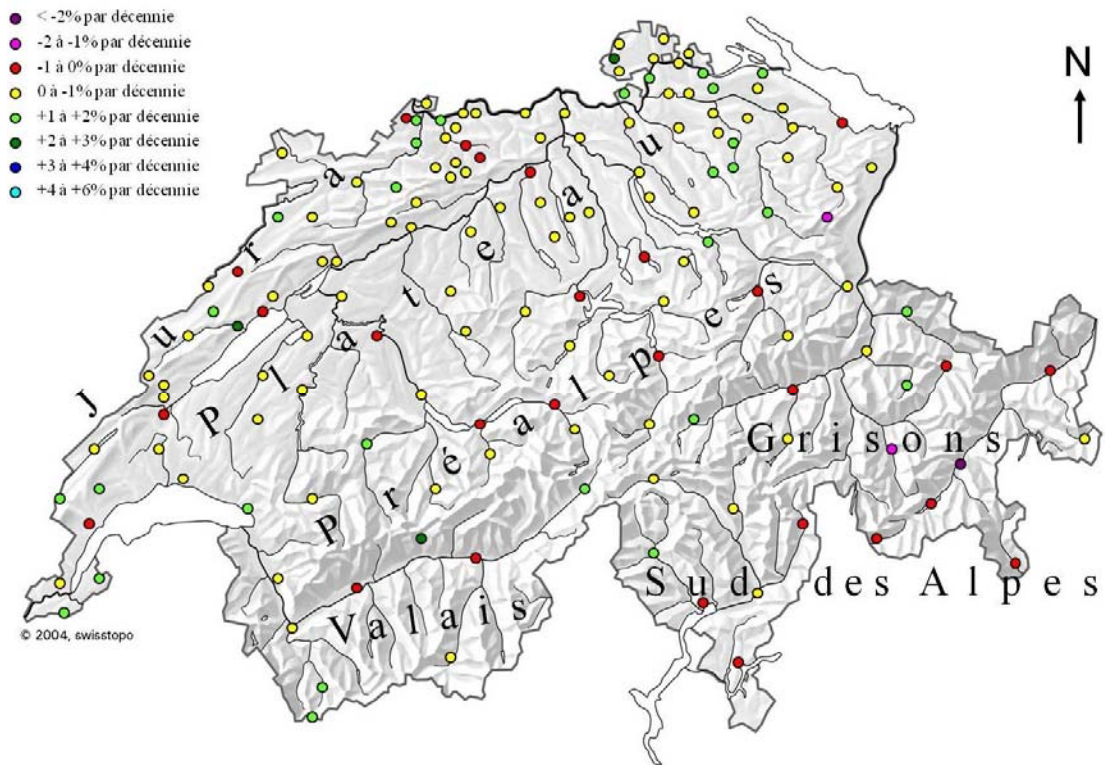 < -2% par décennie
-2 à -1% par décennie
-1 à 0% par décennie
0 à -1% par décennie
+1 à +2% par décennie
+2 à +3% par décennie
+3 à +4% par décennie
+4 à +6% par décennie
N
Jura
Plateau
Préalpes
Grisons
Sud des Alpes
Valais
© 2004, swisstopo